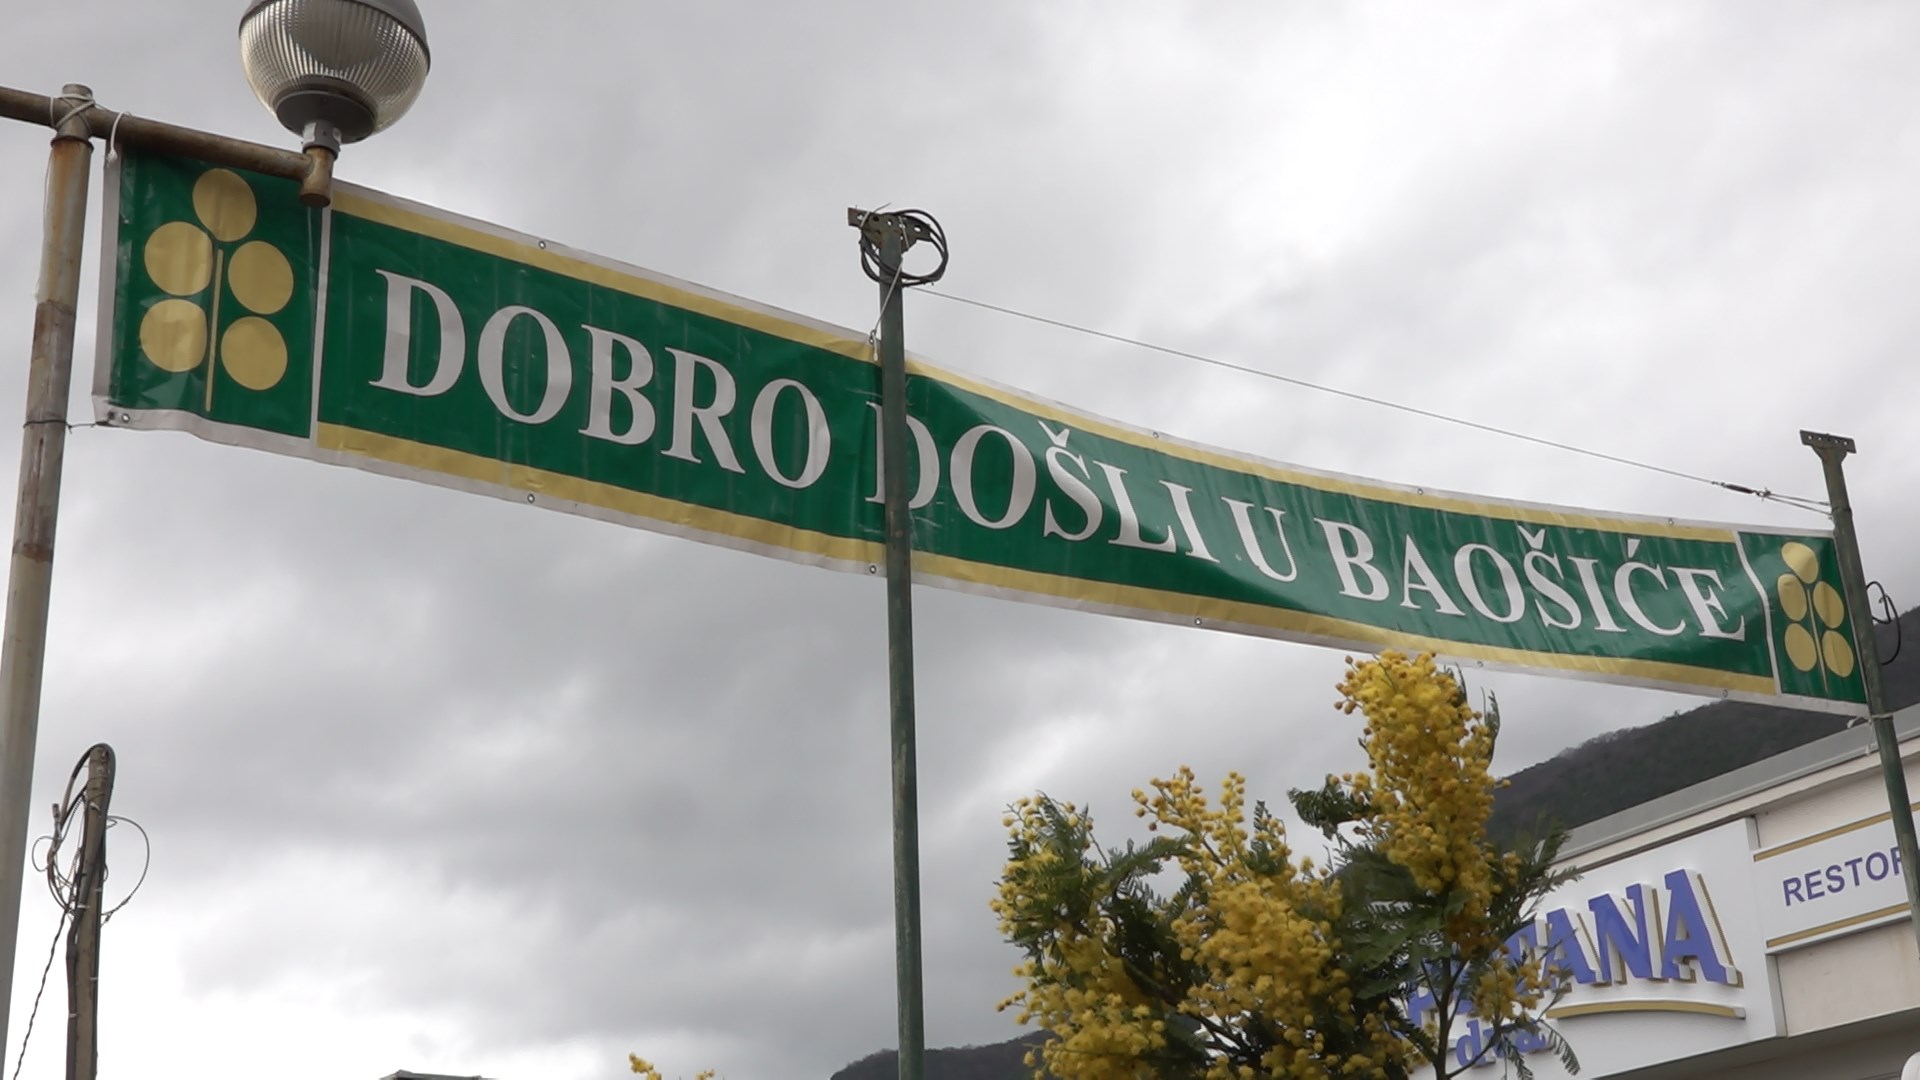 DOBRO DOŠLI U BAOŠIĆE
RESTOR
d.o.o.